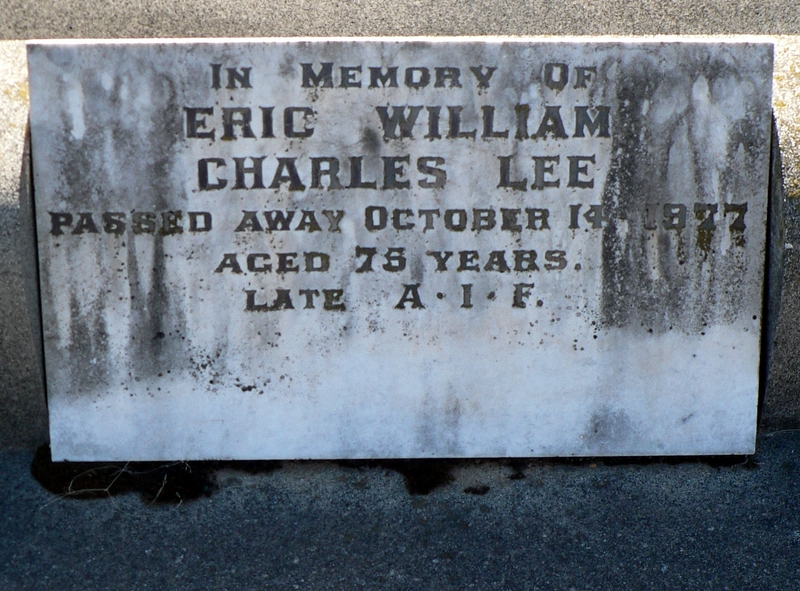 IN MEMORY OF
ERIC WILLIAM
CHARLES LEE
PASSED AWAY OCTOBER 14 1977
AGED 75 YEARS.
LATE A·I·F.